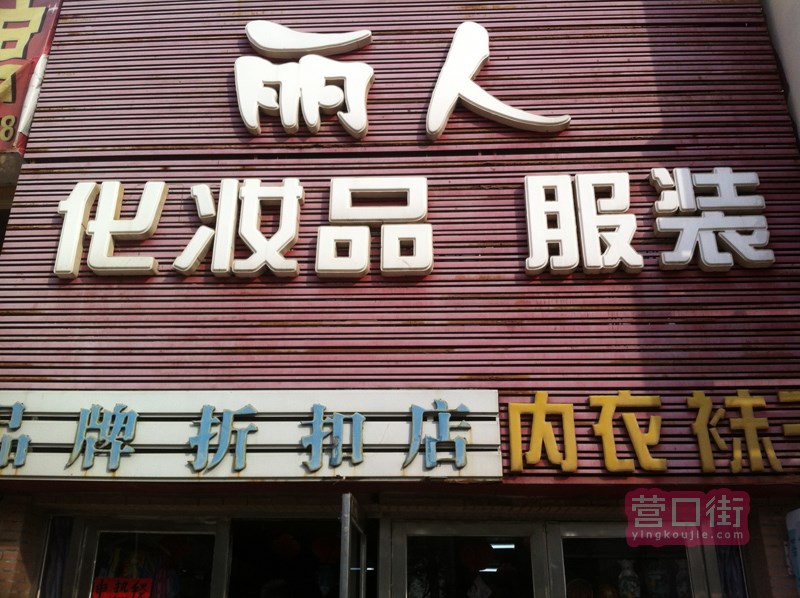 丽人
化妆品 服装
品牌折扣店 内衣袜子
营口街
yingkoujie.com